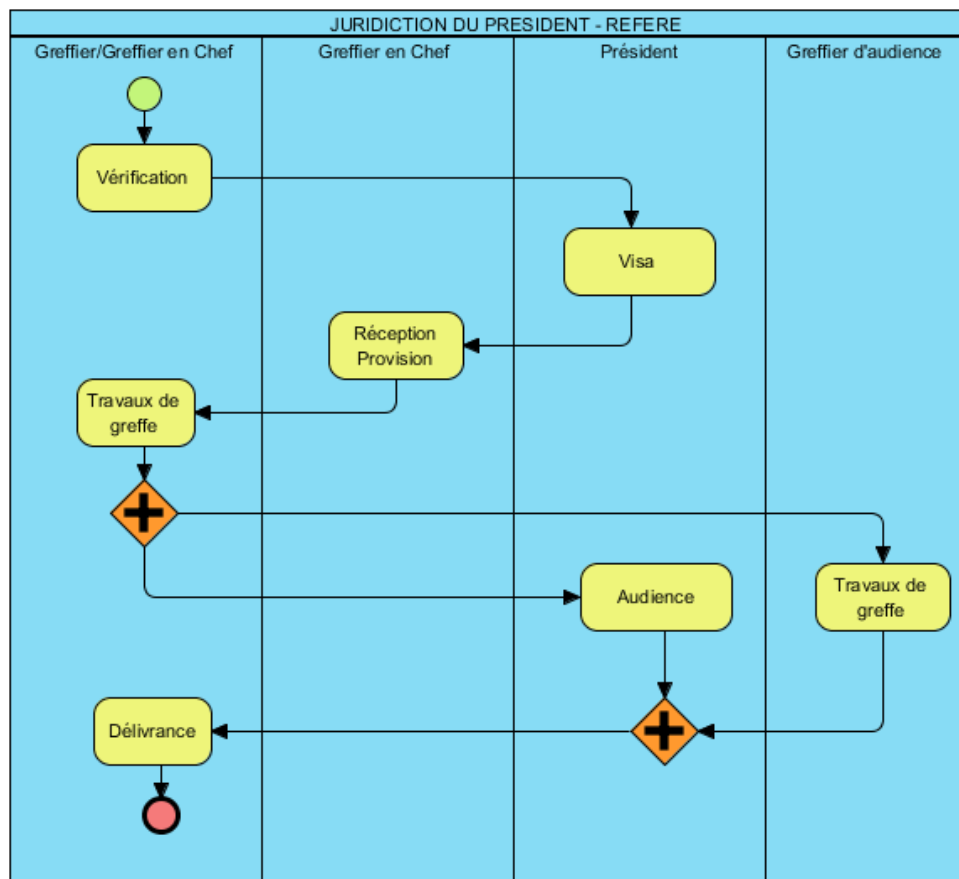 JURIDICTION DU PRESIDENT - REFERE
Greffier/Greffier en Chef
Greffier en Chef
Président
Greffier d'audience
Vérification
Visa
Réception
Provision
Travaux de
greffe
Audience
Travaux de
greffe
Délivrance